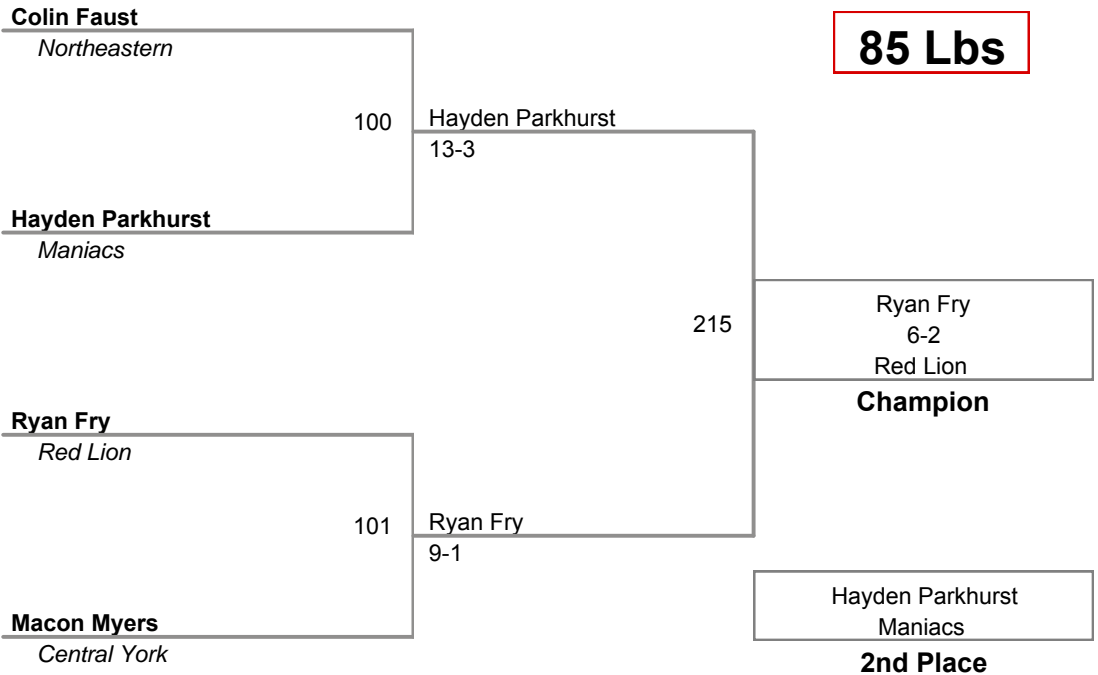 Colin Faust
Northeastern
85 Lbs
100
Hayden Parkhurst
13-3
Hayden Parkhurst
Maniacs
215
Ryan Fry
6-2
Red Lion
Champion
Ryan Fry
Red Lion
101
Ryan Fry
9-1
Macon Myers
Central York
Hayden Parkhurst
Maniacs
2nd Place